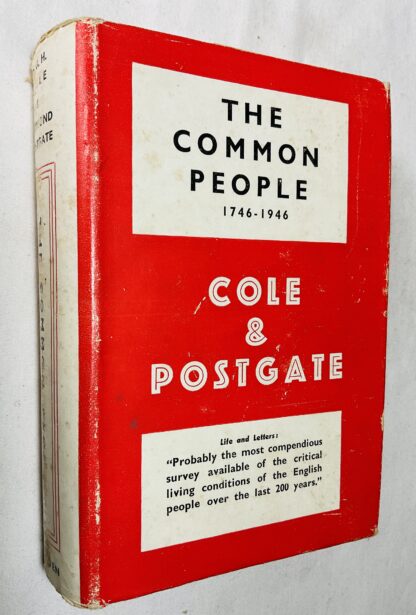 THE
COMMON
PEOPLE
1746-1946
COLE
&
POSTGATE
Life and Letters:
"Probably the most compendious
survey available of the critical
living conditions of the English
people over the last 200 years."